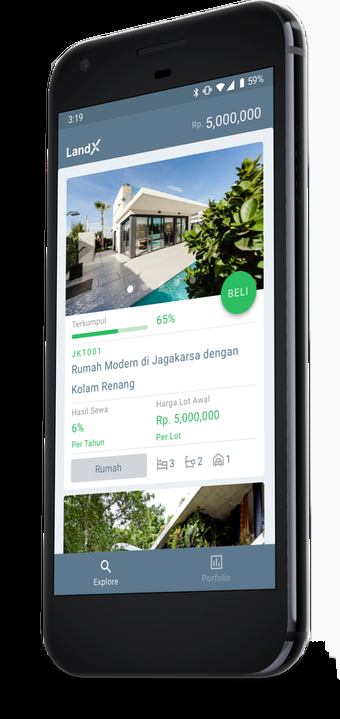 3:19
59%
Rp. 5,000,000
LandX
BELI
Terkumpul
65%
JKT001
Rumah Modern di Jagakarsa dengan
Kolam Renang
Hasil Sewa
Harga Lot Awal
6%
Rp. 5,000,000
Per Tahun
Per Lot
Rumah
3
2
1
Explore
Porfolio